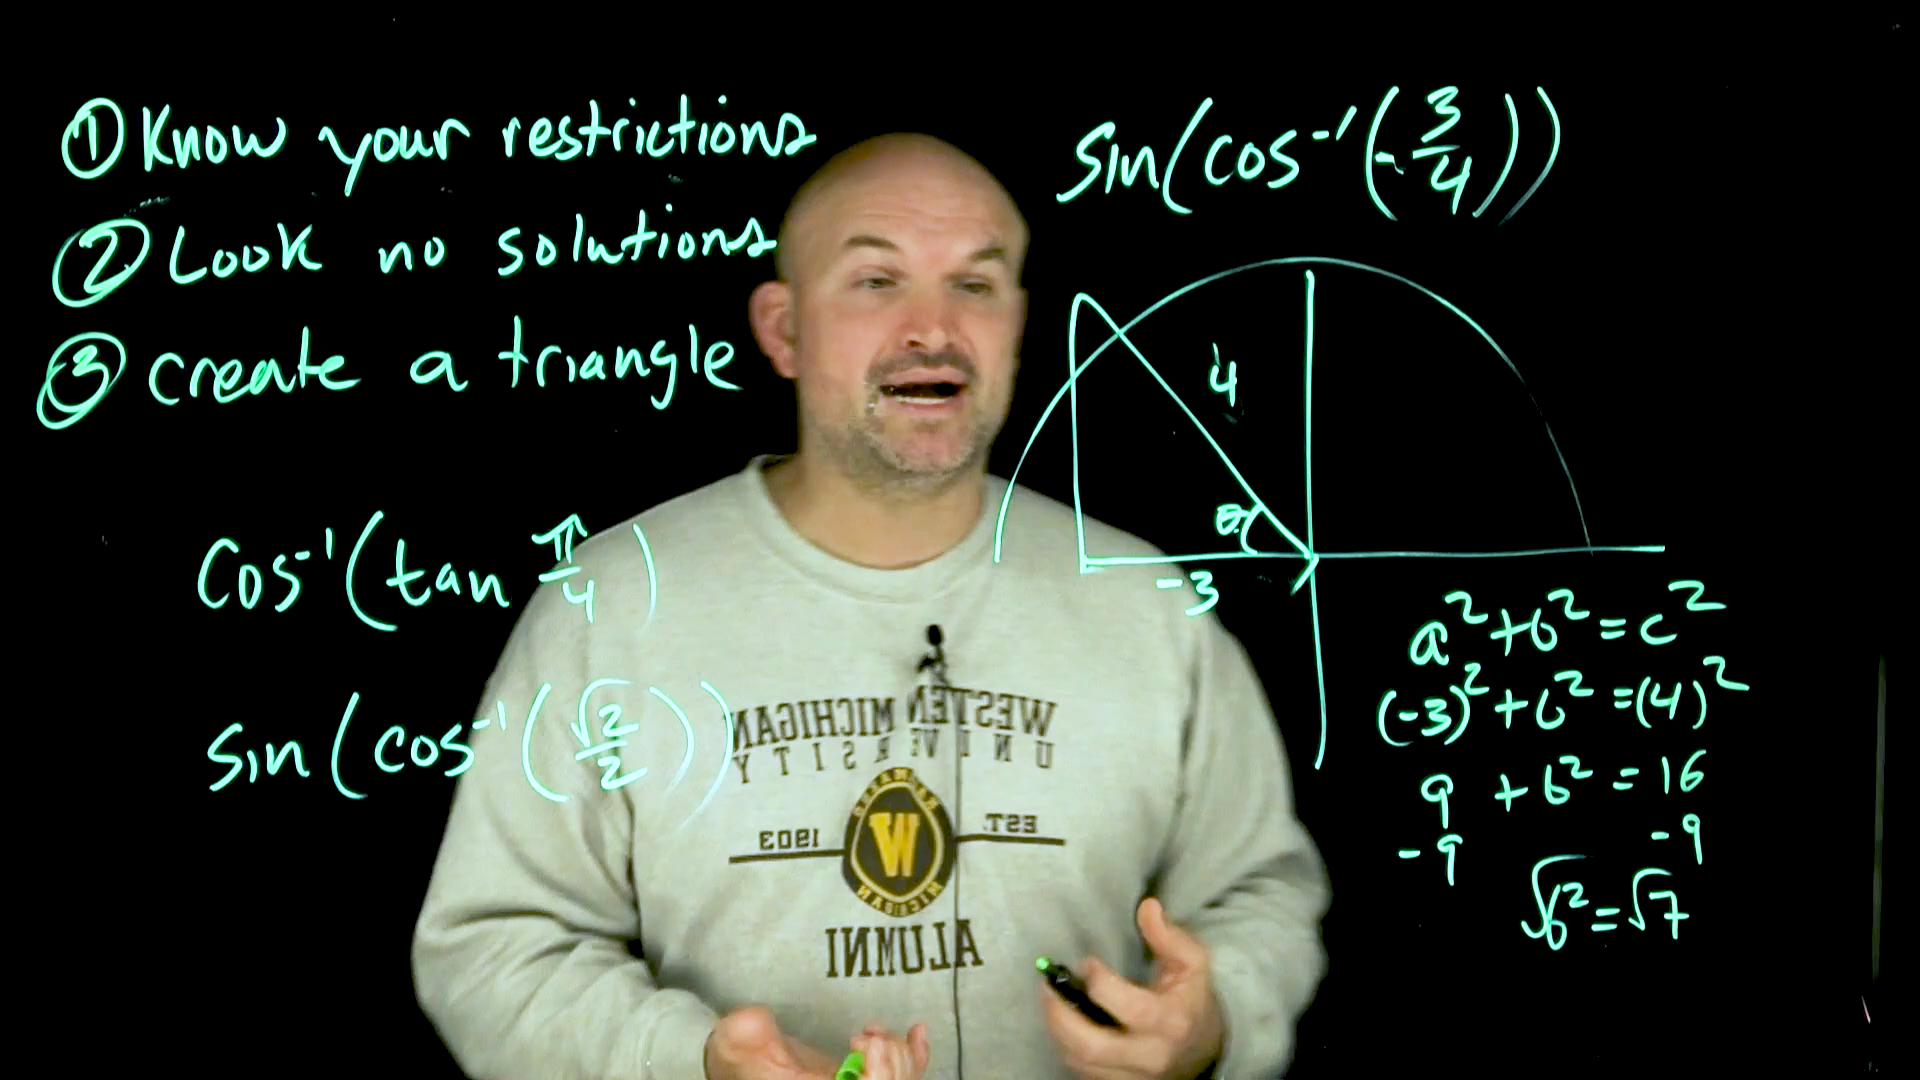 ① Know your restrictions
② Look no solutions
③ create a triangle
cos⁻¹(tan π/4)
sin(cos⁻¹(√2/2))
sin(cos⁻¹(-3/4))
4
θ
-3
a² + b² = c²
(-3)² + b² = (4)²
9 + b² = 16
-9 -9
√b² = √7
WESTERN MICHIGAN
UNIVERSITY
EST. 1903
W
MICHIGAN
ALUMNI